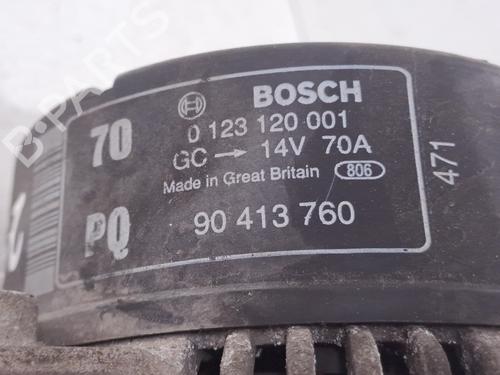 BOSCH
70
0 123 120 001
GC → 14V 70A
Made in Great Britain 806
PQ
90 413 760
471
B-PARTS